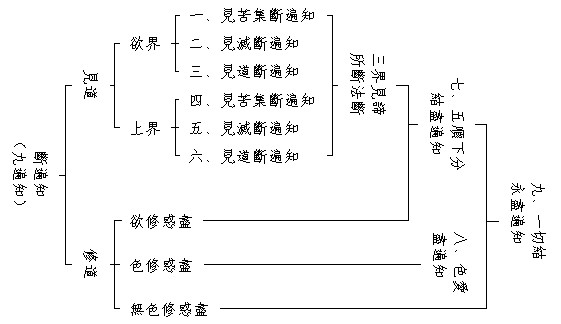 斷遍知
（九遍知）
見道
欲界
一、見苦集斷遍知
二、見滅斷遍知
三、見道斷遍知
上界
四、見苦集斷遍知
五、見滅斷遍知
六、見道斷遍知
三界見諦
所斷法斷
七、五順下分
結盡遍知
修道
欲修惑盡
色修惑盡
無色修惑盡
八、色愛
盡遍知
九、一切結
永盡遍知